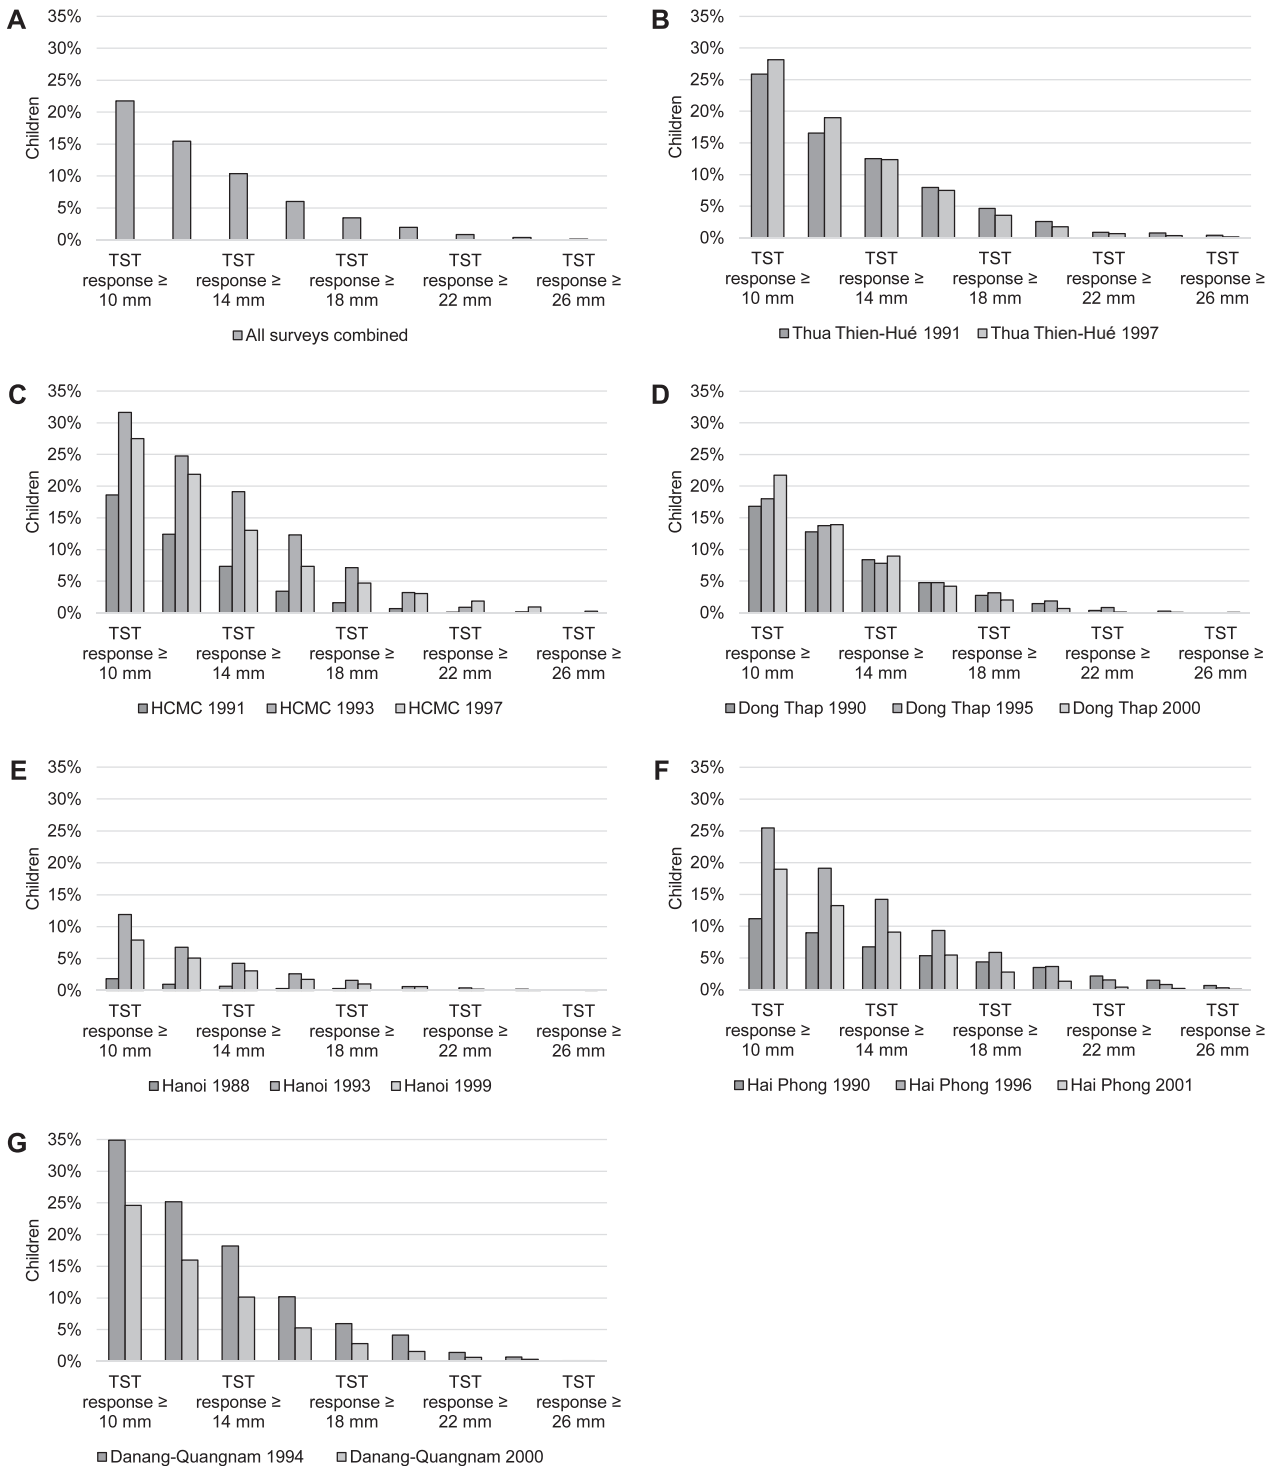 A
35%
30%
25%
20%
15%
10%
5%
0%
Children
TST response ≥ 10 mm
TST response ≥ 14 mm
TST response ≥ 18 mm
TST response ≥ 22 mm
TST response ≥ 26 mm
All surveys combined
B
35%
30%
25%
20%
15%
10%
5%
0%
Children
TST response ≥ 10 mm
TST response ≥ 14 mm
TST response ≥ 18 mm
TST response ≥ 22 mm
TST response ≥ 26 mm
Thua Thien-Hué 1991 Thua Thien-Hué 1997
C
35%
30%
25%
20%
15%
10%
5%
0%
Children
TST response ≥ 10 mm
TST response ≥ 14 mm
TST response ≥ 18 mm
TST response ≥ 22 mm
TST response ≥ 26 mm
HCMC 1991 HCMC 1993 HCMC 1997
D
35%
30%
25%
20%
15%
10%
5%
0%
Children
TST response ≥ 10 mm
TST response ≥ 14 mm
TST response ≥ 18 mm
TST response ≥ 22 mm
TST response ≥ 26 mm
Dong Thap 1990 Dong Thap 1995 Dong Thap 2000
E
35%
30%
25%
20%
15%
10%
5%
0%
Children
TST response ≥ 10 mm
TST response ≥ 14 mm
TST response ≥ 18 mm
TST response ≥ 22 mm
TST response ≥ 26 mm
Hanoi 1988 Hanoi 1993 Hanoi 1999
F
35%
30%
25%
20%
15%
10%
5%
0%
Children
TST response ≥ 10 mm
TST response ≥ 14 mm
TST response ≥ 18 mm
TST response ≥ 22 mm
TST response ≥ 26 mm
Hai Phong 1990 Hai Phong 1996 Hai Phong 2001
G
35%
30%
25%
20%
15%
10%
5%
0%
Children
TST response ≥ 10 mm
TST response ≥ 14 mm
TST response ≥ 18 mm
TST response ≥ 22 mm
TST response ≥ 26 mm
Danang-Quangnam 1994 Danang-Quangnam 2000